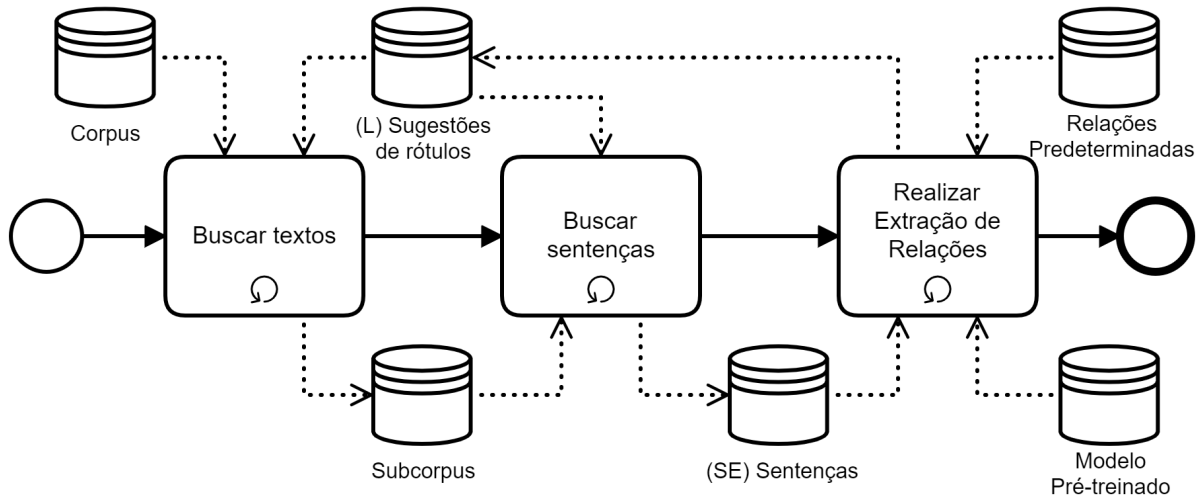 Corpus
(L) Sugestões
de rótulos
Relações
Predeterminadas
Buscar textos
Buscar
sentenças
Realizar
Extração de
Relações
Subcorpus
(SE) Sentenças
Modelo
Pré-treinado